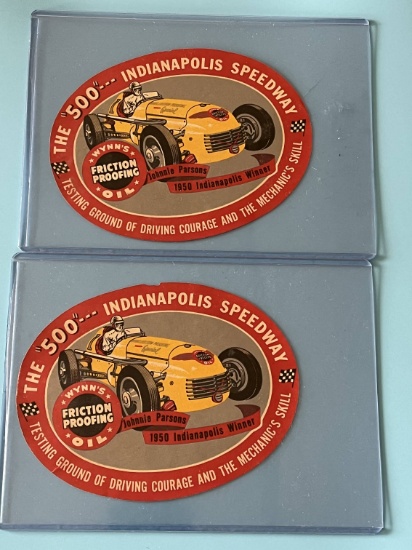 THE "500"--- INDIANAPOLIS SPEEDWAY
WYNN'S
FRICTION
PROOFING
OIL
Johnnie Parsons
1950 Indianapolis Winner
TESTING GROUND OF DRIVING COURAGE AND THE MECHANIC'S SKILL
THE "500"--- INDIANAPOLIS SPEEDWAY
WYNN'S
FRICTION
PROOFING
OIL
Johnnie Parsons
1950 Indianapolis Winner
TESTING GROUND OF DRIVING COURAGE AND THE MECHANIC'S SKILL